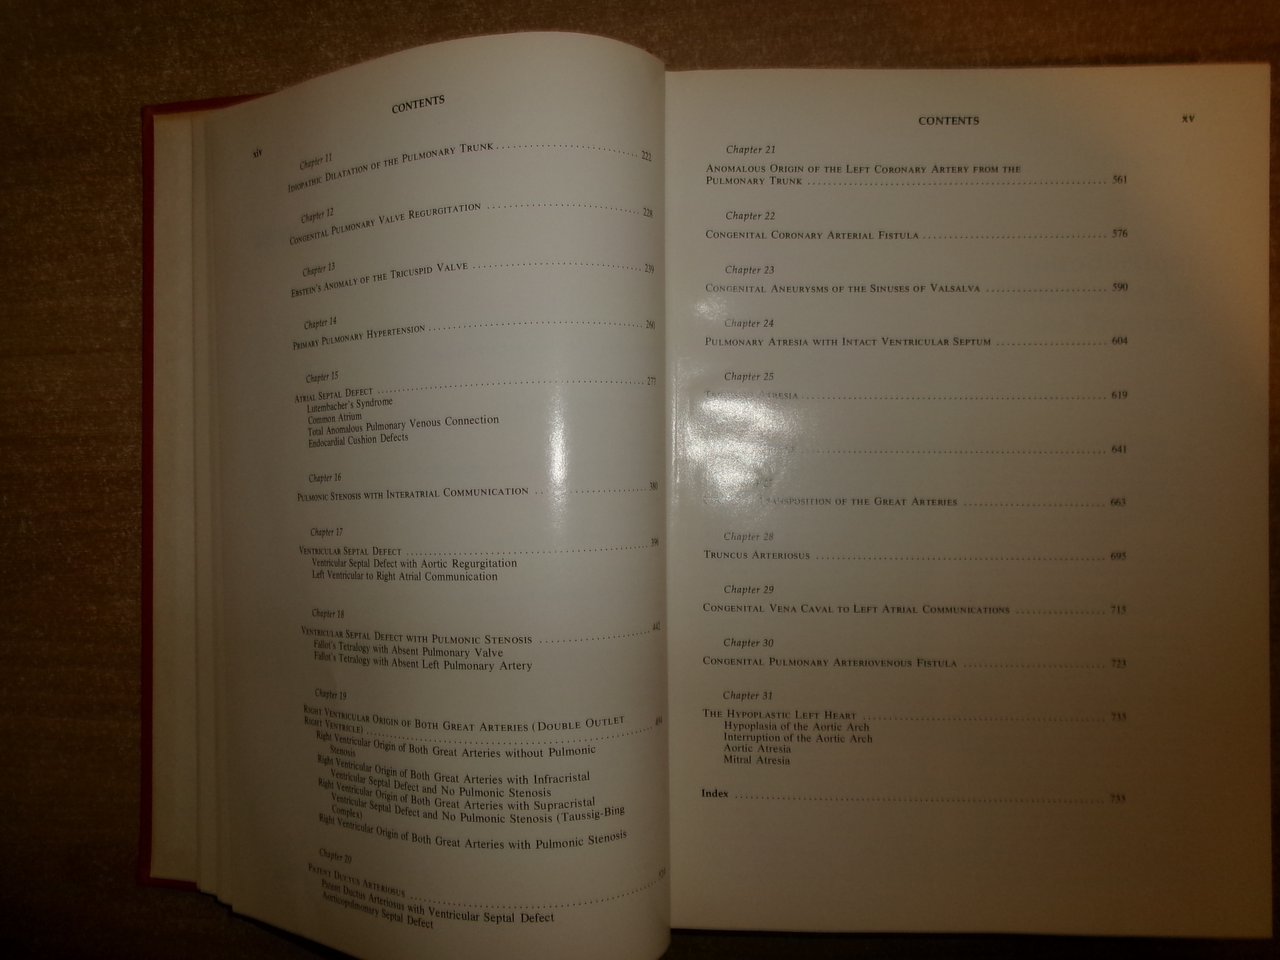 xiv
CONTENTS
Chapter 11
IDIOPATHIC DILATATION OF THE PULMONARY TRUNK 222
Chapter 12
CONGENITAL PULMONARY VALVE REGURGITATION 228
Chapter 13
EBSTEIN'S ANOMALY OF THE TRICUSPID VALVE 239
Chapter 14
PRIMARY PULMONARY HYPERTENSION 260
Chapter 15
ATRIAL SEPTAL DEFECT
Lutembacher's Syndrome
Common Atrium
Total Anomalous Pulmonary Venous Connection
Endocardial Cushion Defects
Chapter 16
PULMONIC STENOSIS WITH INTERATRIAL COMMUNICATION 380
Chapter 17
VENTRICULAR SEPTAL DEFECT
Ventricular Septal Defect with Aortic Regurgitation
Left Ventricular to Right Atrial Communication
Chapter 18
VENTRICULAR SEPTAL DEFECT WITH PULMONIC STENOSIS 442
Fallot's Tetralogy with Absent Pulmonary Valve
Fallot's Tetralogy with Absent Left Pulmonary Artery
Chapter 19
RIGHT VENTRICULAR ORIGIN OF BOTH GREAT ARTERIES (DOUBLE OUTLET
RIGHT VENTRICLE)
Right Ventricular Origin of Both Great Arteries without Pulmonic
Stenosis
Right Ventricular Origin of Both Great Arteries with Infracristal
Ventricular Septal Defect and No Pulmonic Stenosis
Right Ventricular Origin of Both Great Arteries with Supracristal
Ventricular Septal Defect and No Pulmonic Stenosis (Taussig-Bing
Complex)
Right Ventricular Origin of Both Great Arteries with Pulmonic Stenosis
Chapter 20
PATENT DUCTUS ARTERIOSUS
Patent Ductus Arteriosus with Ventricular Septal Defect
Aorticopulmonary Septal Defect
CONTENTS
xv
Chapter 21
ANOMALOUS ORIGIN OF THE LEFT CORONARY ARTERY FROM THE
PULMONARY TRUNK 561
Chapter 22
CONGENITAL CORONARY ARTERIAL FISTULA 576
Chapter 23
CONGENITAL ANEURYSMS OF THE SINUSES OF VALSALVA 590
Chapter 24
PULMONARY ATRESIA WITH INTACT VENTRICULAR SEPTUM 604
Chapter 25
ATRESIA 619
641
TRANSPOSITION OF THE GREAT ARTERIES 663
Chapter 28
TRUNCUS ARTERIOSUS 695
Chapter 29
CONGENITAL VENA CAVAL TO LEFT ATRIAL COMMUNICATIONS 713
Chapter 30
CONGENITAL PULMONARY ARTERIOVENOUS FISTULA 723
Chapter 31
THE HYPOPLASTIC LEFT HEART 733
Hypoplasia of the Aortic Arch
Interruption of the Aortic Arch
Aortic Atresia
Mitral Atresia
Index